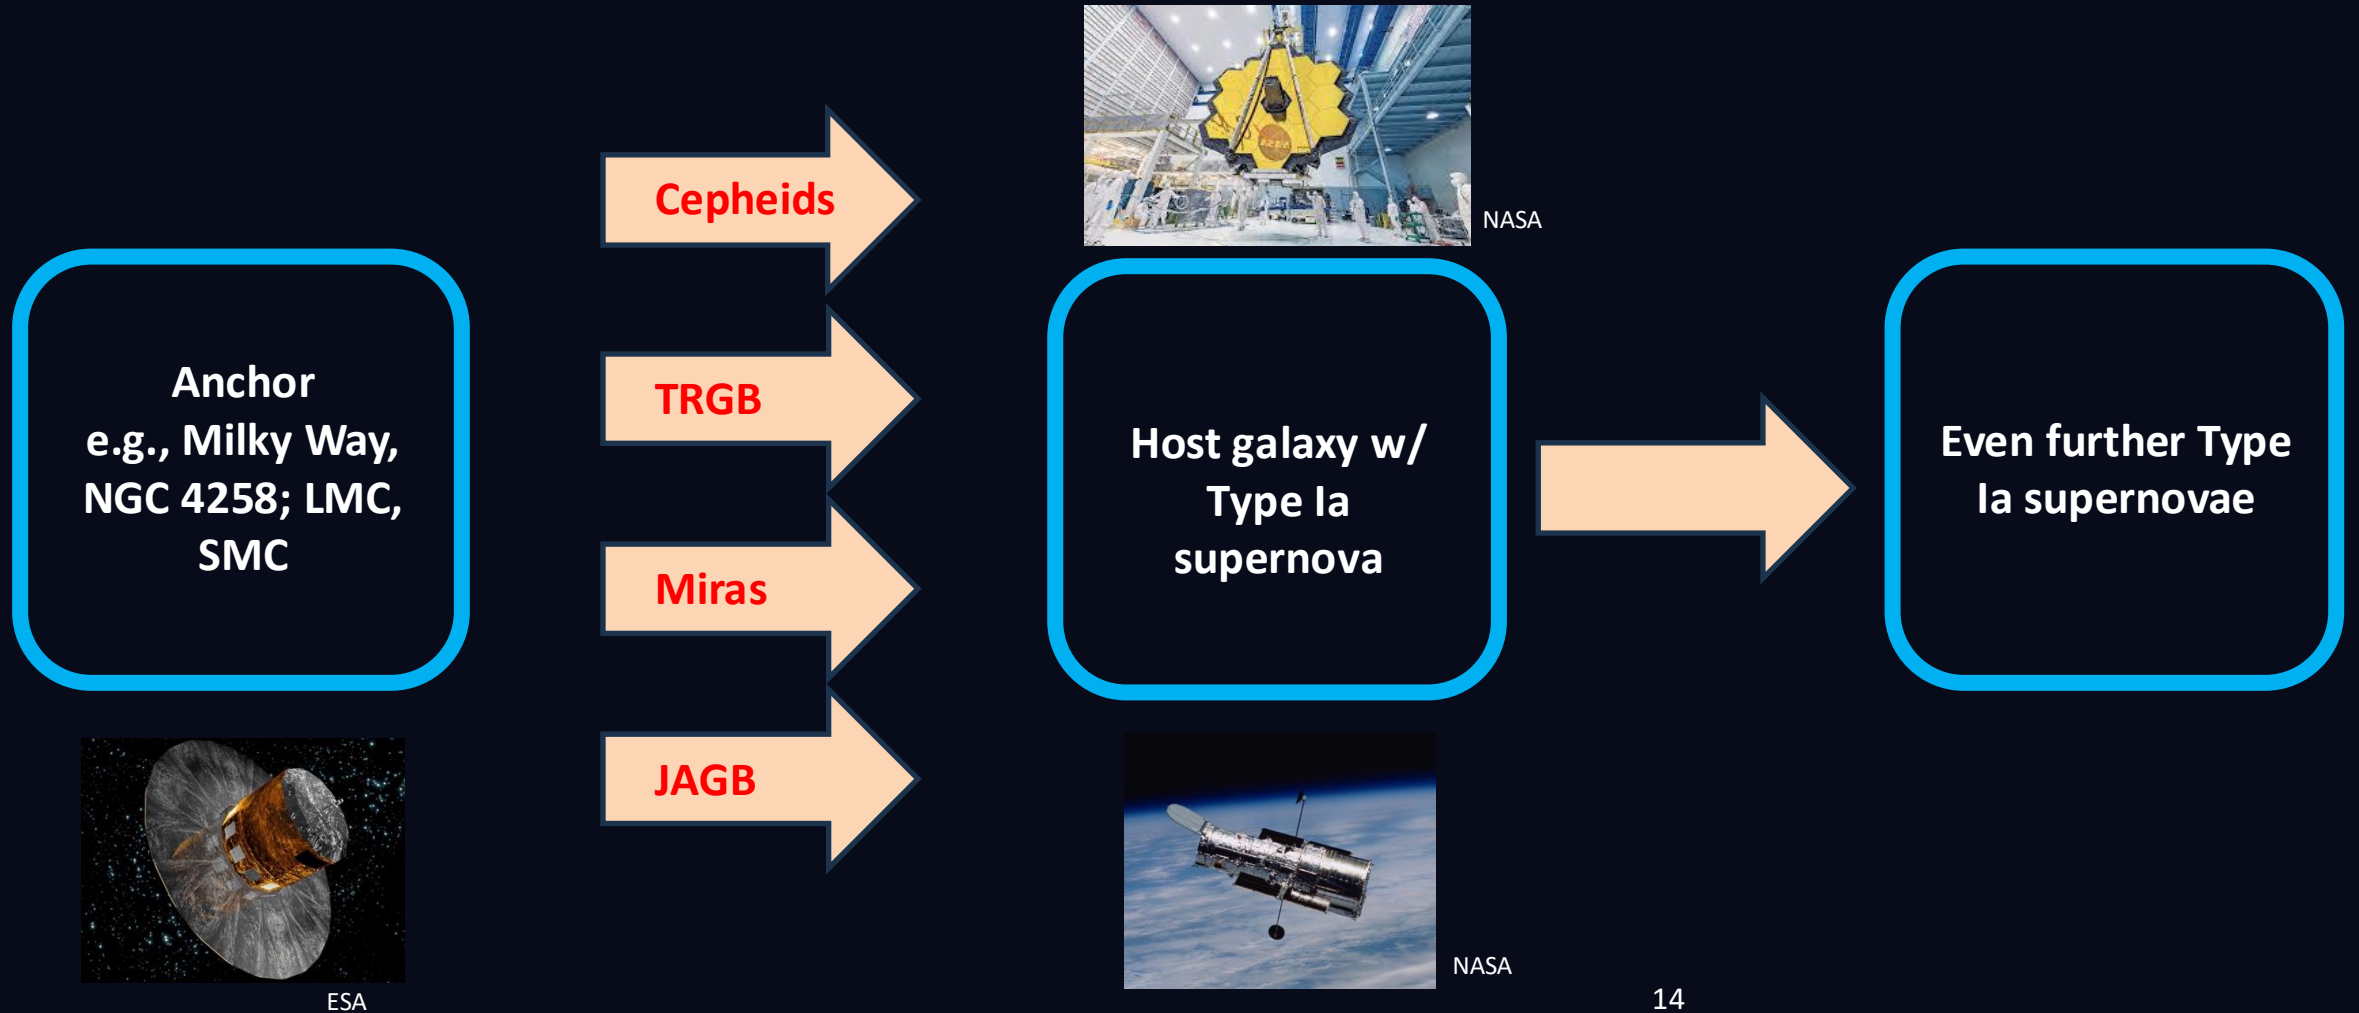 Anchor
e.g., Milky Way,
NGC 4258; LMC,
SMC
ESA
Cepheids
TRGB
Miras
JAGB
NASA
Host galaxy w/
Type Ia
supernova
NASA
Even further Type
Ia supernovae
14